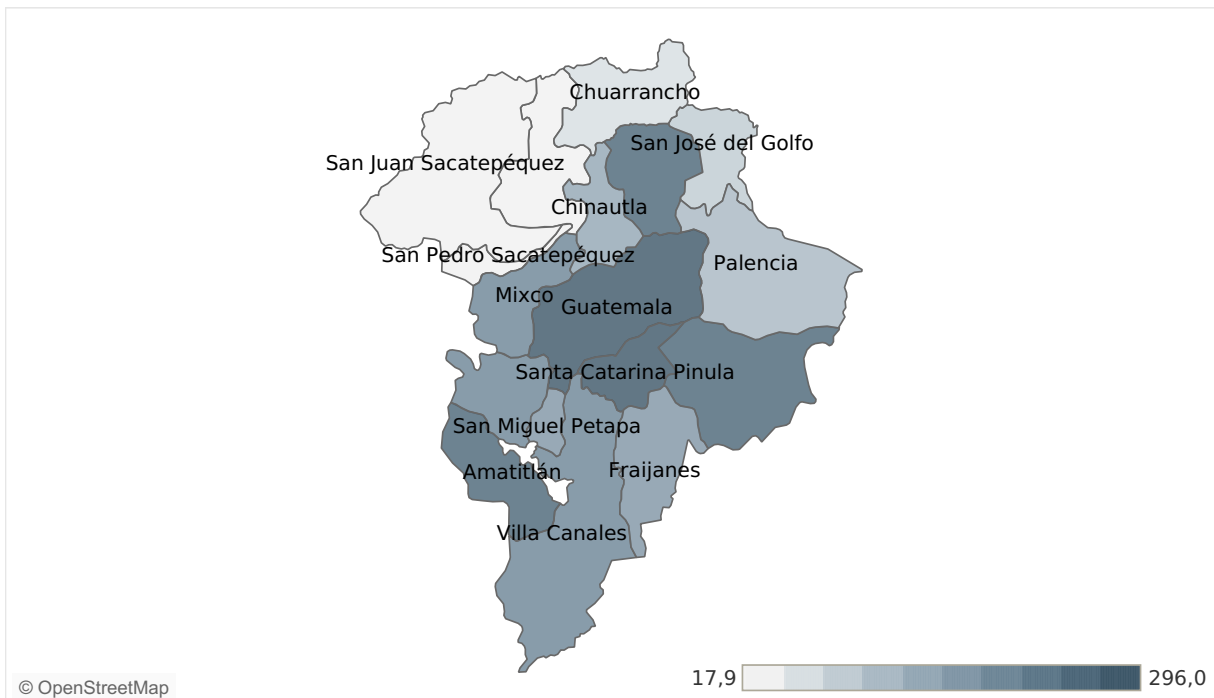 Chuarrancho
San José del Golfo
San Juan Sacatepéquez
Chinautla
San Pedro Sacatepéquez
Palencia
Mixco
Guatemala
Santa Catarina Pinula
San Miguel Petapa
Amatitlán
Fraijanes
Villa Canales
17,9
296,0
© OpenStreetMap